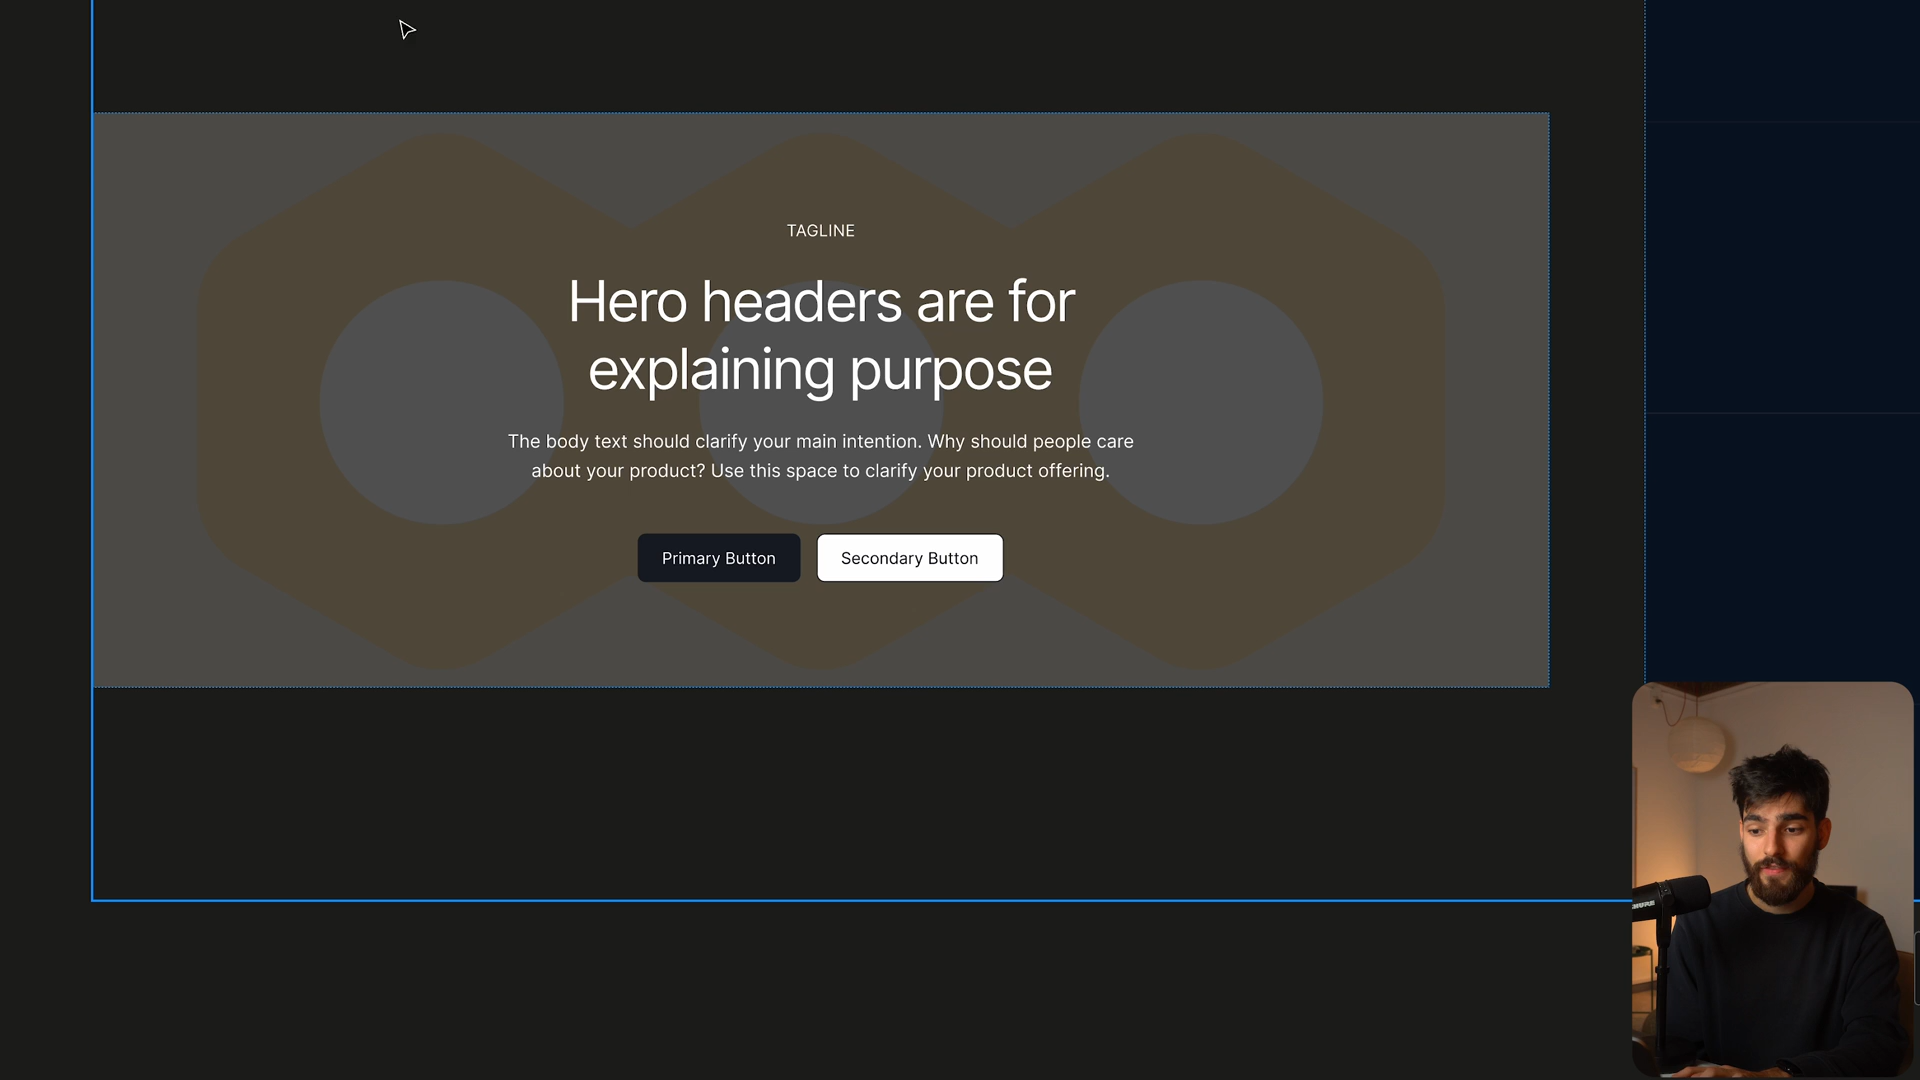 TAGLINE
Hero headers are for
explaining purpose
The body text should clarify your main intention. Why should people care
about your product? Use this space to clarify your product offering.
Primary Button
Secondary Button